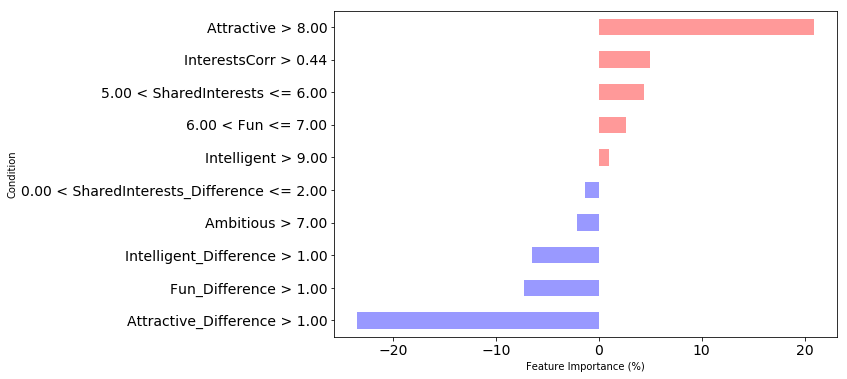 Attractive > 8.00
InterestsCorr > 0.44
5.00 < SharedInterests <= 6.00
6.00 < Fun <= 7.00
Intelligent > 9.00
0.00 < SharedInterests_Difference <= 2.00
Ambitious > 7.00
Intelligent_Difference > 1.00
Fun_Difference > 1.00
Attractive_Difference > 1.00
Condition
−20 −10 0 10 20
Feature Importance (%)